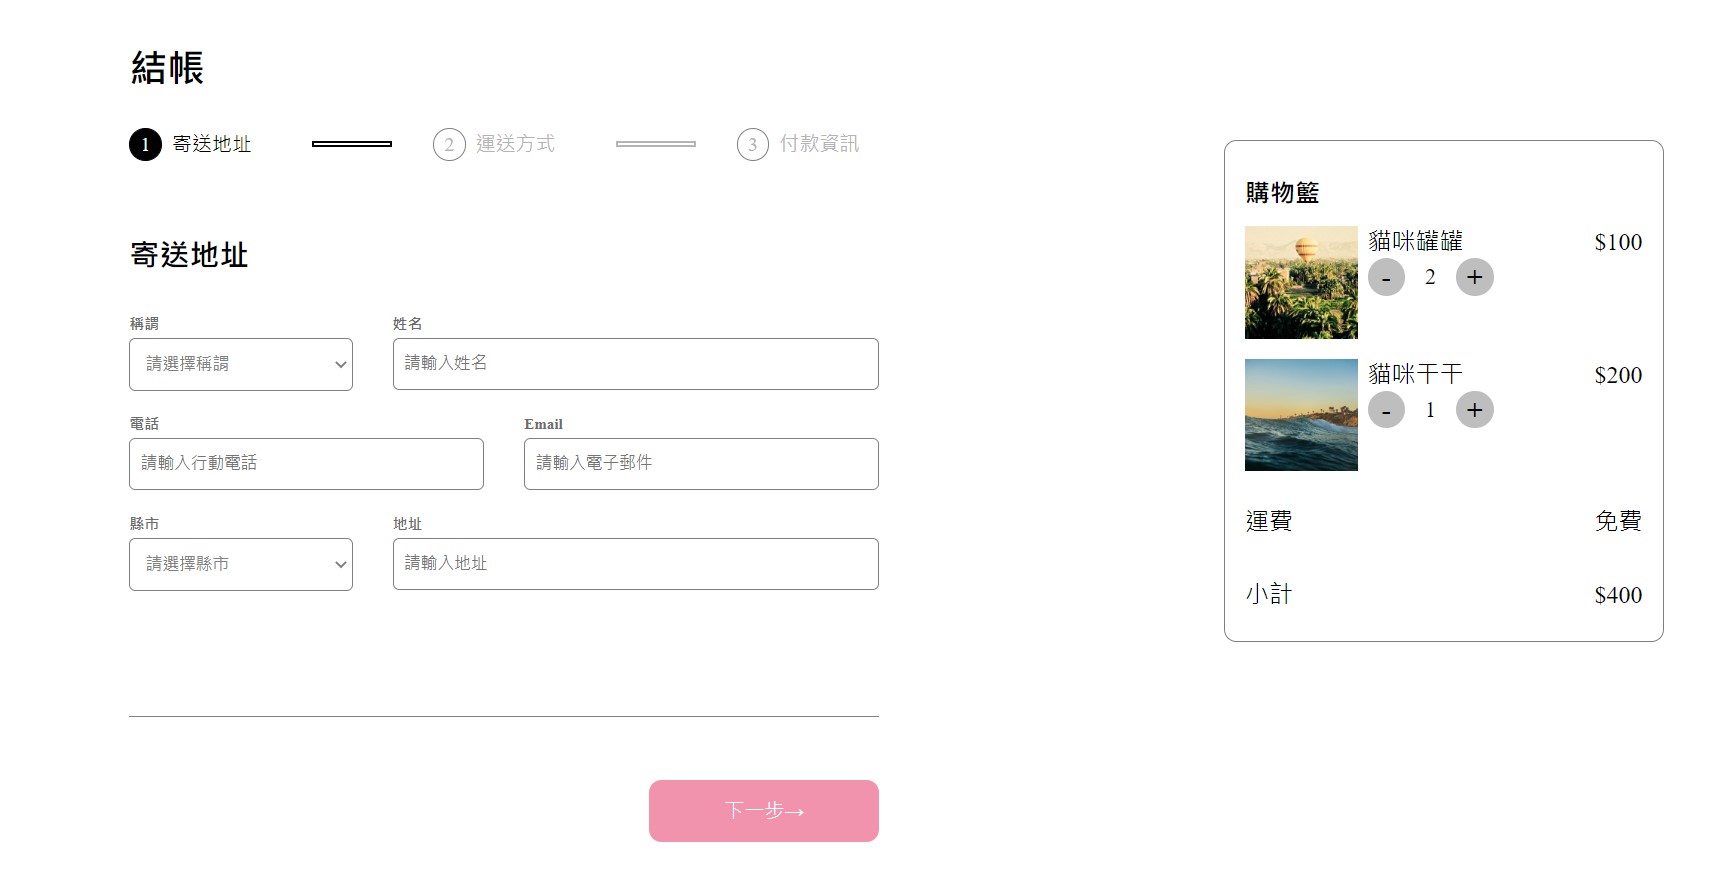 結帳
1 寄送地址 2 運送方式 3 付款資訊
寄送地址
稱謂 姓名
請選擇稱謂 請輸入姓名
電話 Email
請輸入行動電話 請輸入電子郵件
縣市 地址
請選擇縣市 請輸入地址
下一步→
購物籃
貓咪罐罐 $100
- 2 +
貓咪干干 $200
- 1 +
運費 免費
小計 $400